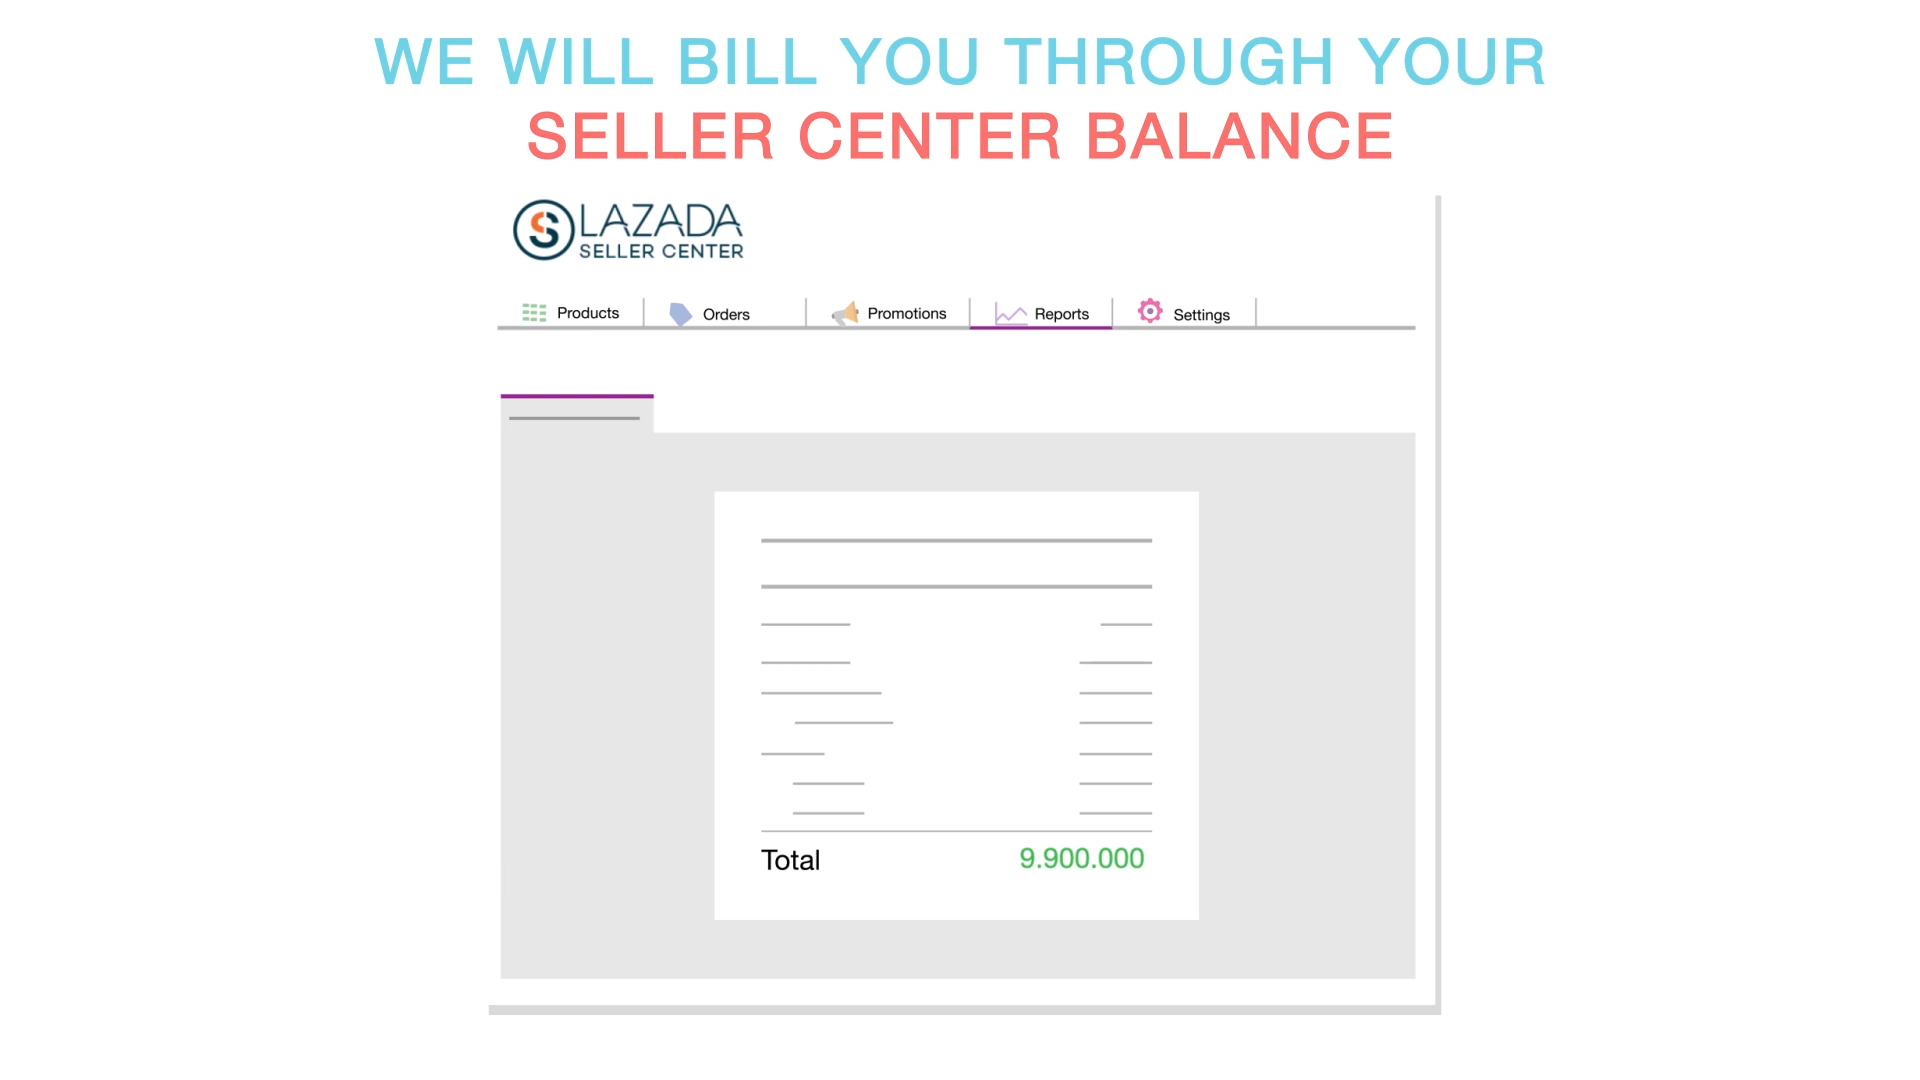 WE WILL BILL YOU THROUGH YOUR
SELLER CENTER BALANCE
LAZADA
SELLER CENTER
Products
Orders
Promotions
Reports
Settings
Total 9.900.000